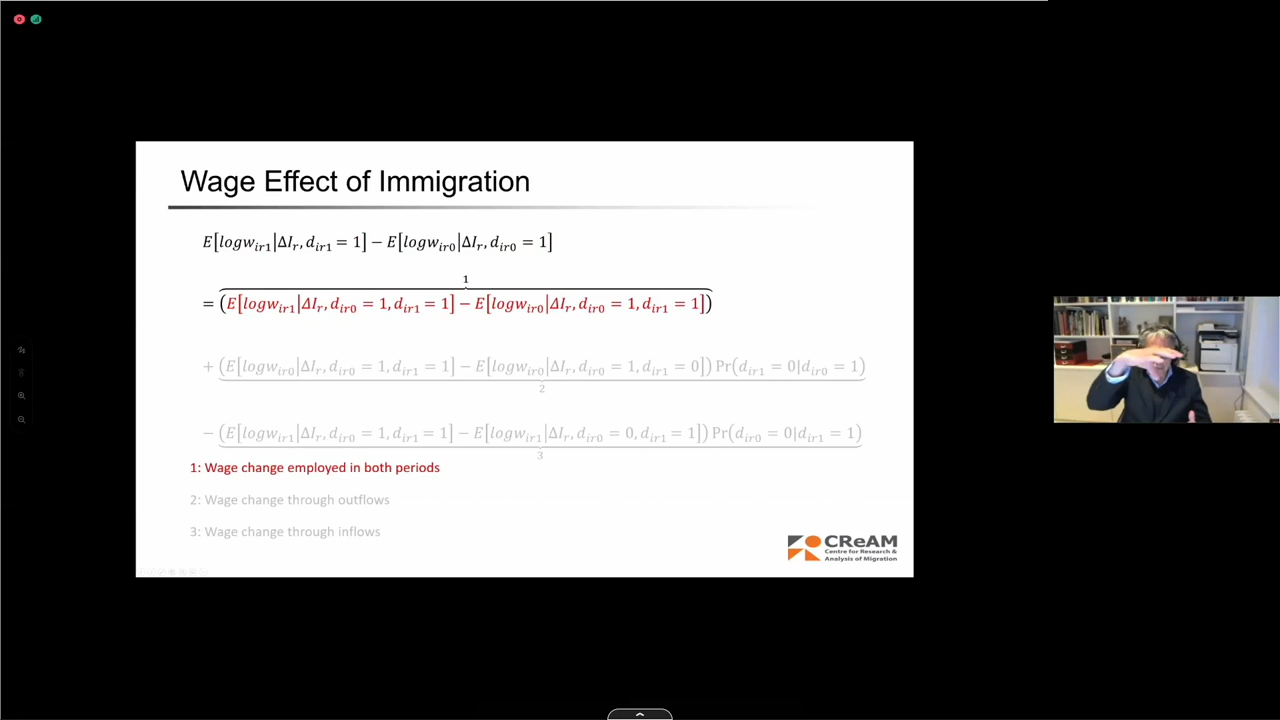 Wage Effect of Immigration
E[logw_{ir1}|ΔI_r, d_{ir1} = 1] − E[logw_{ir0}|ΔI_r, d_{ir0} = 1]
1
= (E[logw_{ir1}|ΔI_r, d_{ir0} = 1, d_{ir1} = 1] − E[logw_{ir0}|ΔI_r, d_{ir0} = 1, d_{ir1} = 1])
+ (E[logw_{ir0}|ΔI_r, d_{ir0} = 1, d_{ir1} = 1] − E[logw_{ir0}|ΔI_r, d_{ir0} = 1, d_{ir1} = 0]) Pr(d_{ir1} = 0|d_{ir0} = 1)
2
− (E[logw_{ir1}|ΔI_r, d_{ir0} = 1, d_{ir1} = 1] − E[logw_{ir1}|ΔI_r, d_{ir0} = 0, d_{ir1} = 1]) Pr(d_{ir0} = 0|d_{ir1} = 1)
3
1: Wage change employed in both periods
2: Wage change through outflows
3: Wage change through inflows
CReAM
Centre for Research &
Analysis of Migration